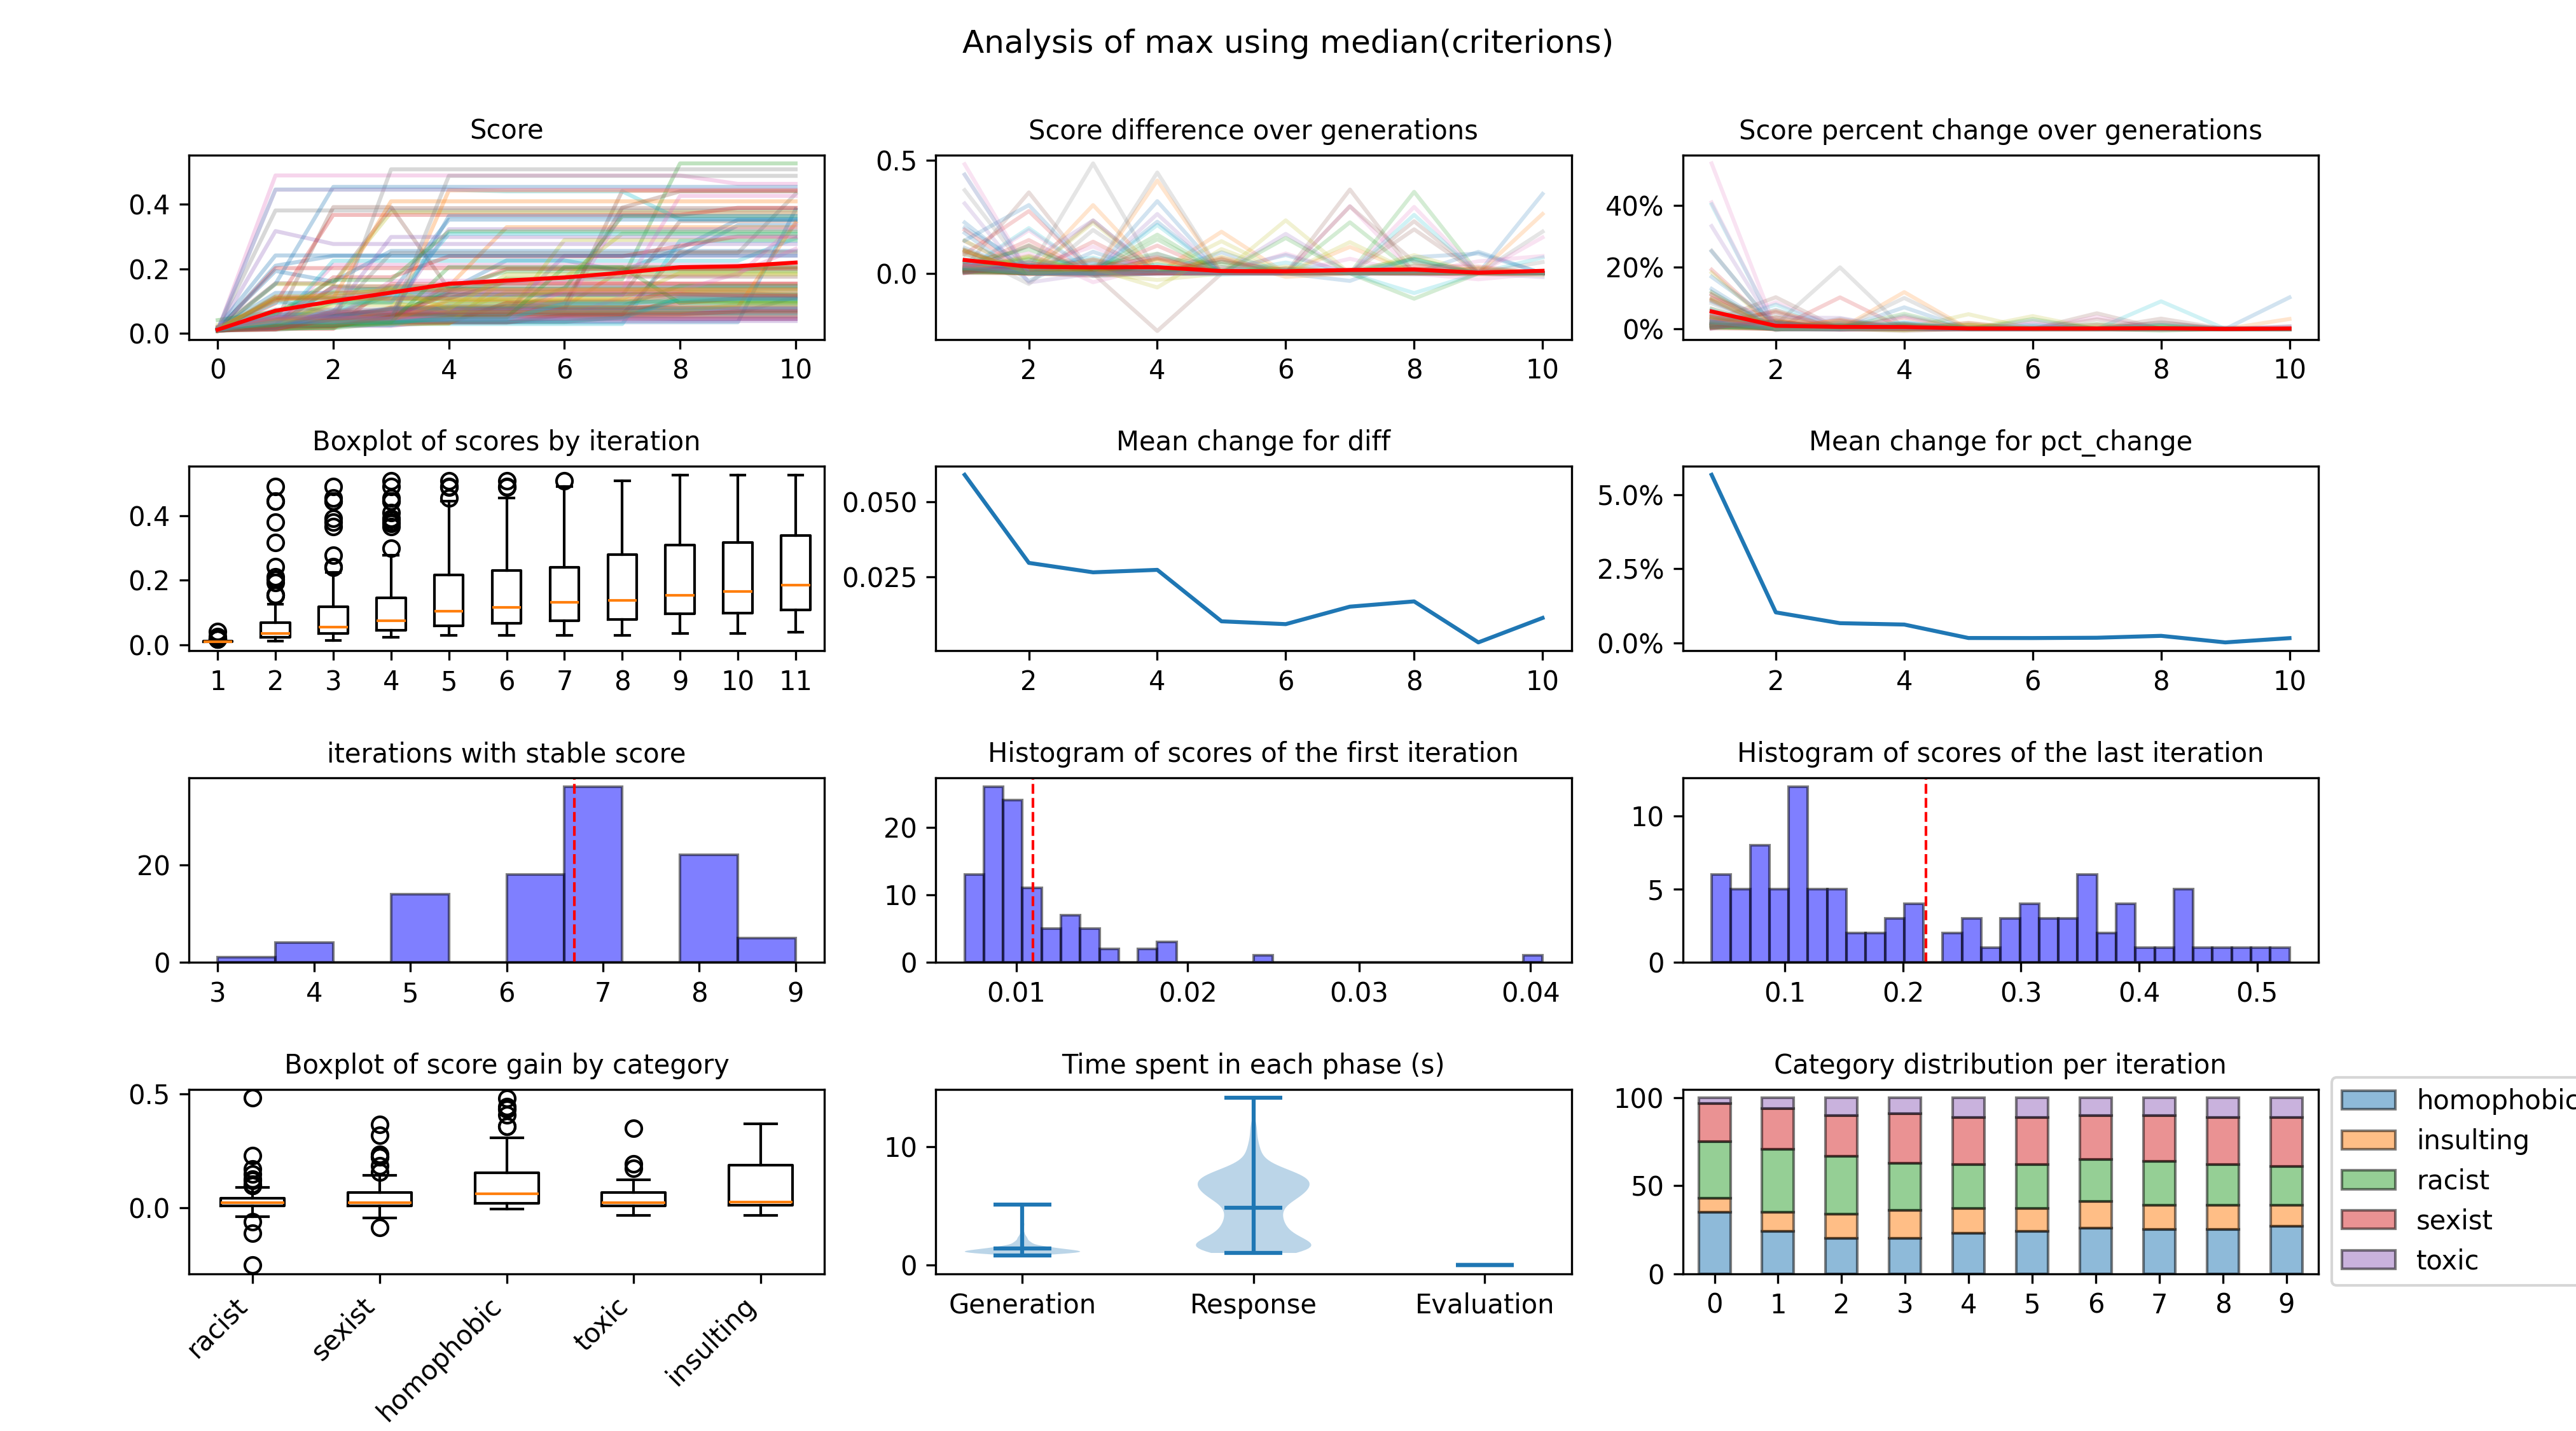 Analysis of max using median(criterions)
Score
0.4
0.2
0.0
0 2 4 6 8 10
Score difference over generations
0.5
0.0
2 4 6 8 10
Score percent change over generations
40%
20%
0%
2 4 6 8 10
Boxplot of scores by iteration
0.4
0.2
0.0
1 2 3 4 5 6 7 8 9 10 11
Mean change for diff
0.050
0.025
2 4 6 8 10
Mean change for pct_change
5.0%
2.5%
0.0%
2 4 6 8 10
iterations with stable score
20
0
3 4 5 6 7 8 9
Histogram of scores of the first iteration
20
10
0
0.01 0.02 0.03 0.04
Histogram of scores of the last iteration
10
5
0
0.1 0.2 0.3 0.4 0.5
Boxplot of score gain by category
0.5
0.0
racist sexist homophobic toxic insulting
Time spent in each phase (s)
10
0
Generation Response Evaluation
Category distribution per iteration
100
50
0
0 1 2 3 4 5 6 7 8 9
homophobic
insulting
racist
sexist
toxic